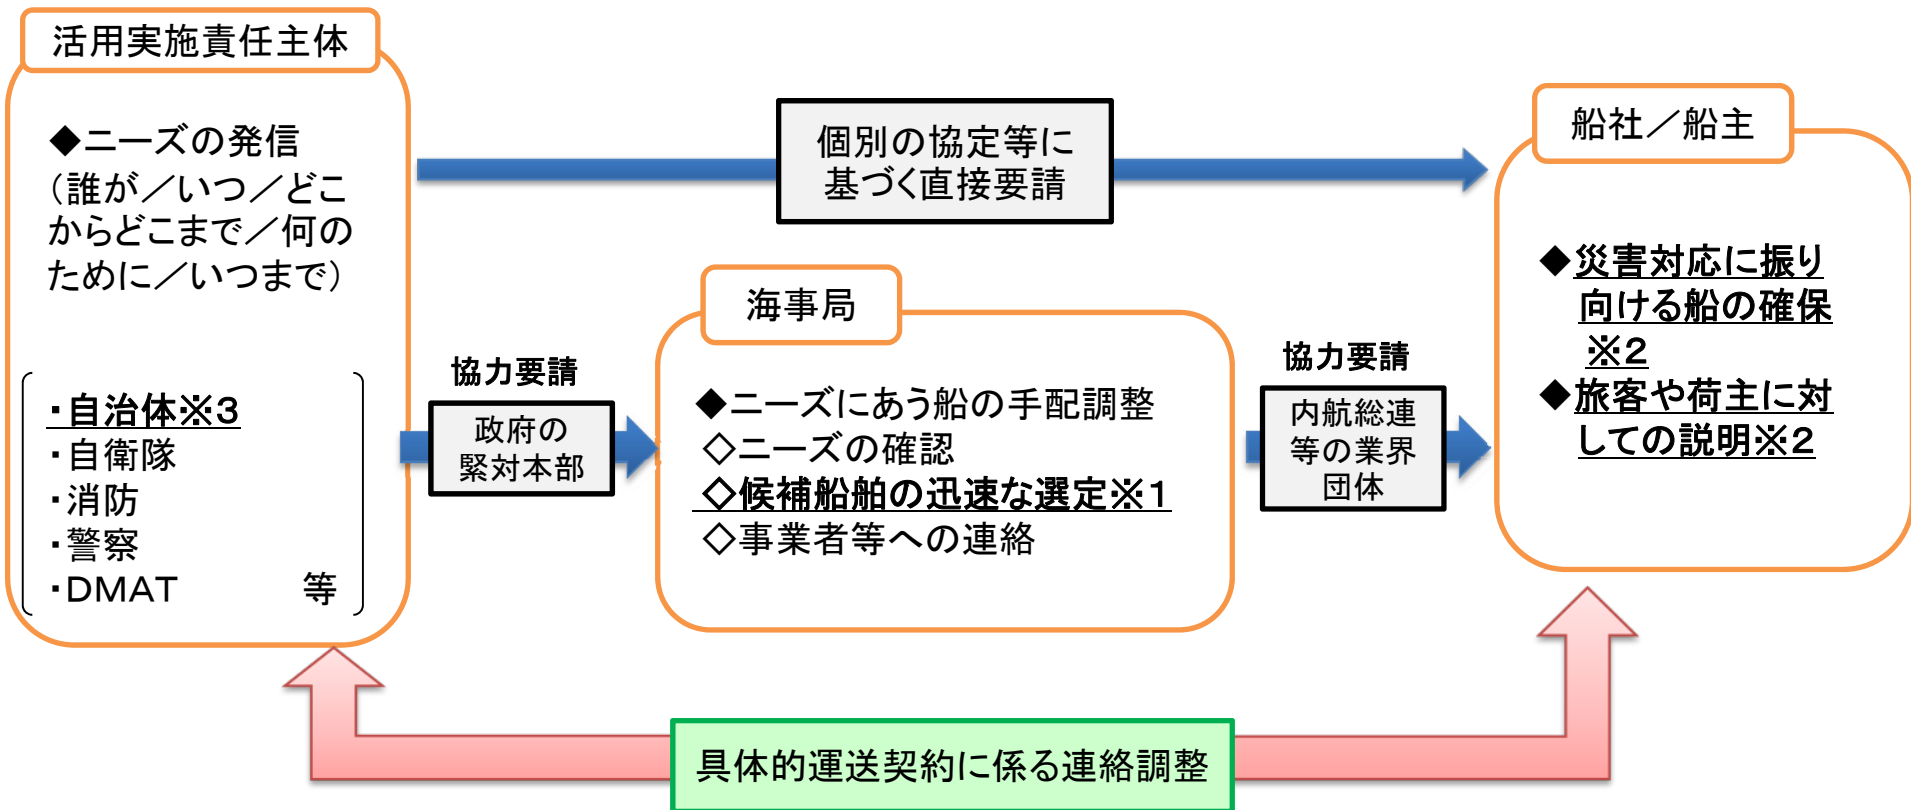 活用実施責任主体
◆ニーズの発信
（誰が／いつ／どこ
からどこまで／何の
ために／いつまで）
・自治体※3
・自衛隊
・消防
・警察
・DMAT 等
個別の協定等に
基づく直接要請
協力要請
政府の
緊対本部
海事局
◆ニーズにあう船の手配調整
◇ニーズの確認
◇候補船舶の迅速な選定※1
◇事業者等への連絡
協力要請
内航総連
等の業界
団体
船社／船主
◆災害対応に振り
向ける船の確保
※2
◆旅客や荷主に対
しての説明※2
具体的運送契約に係る連絡調整